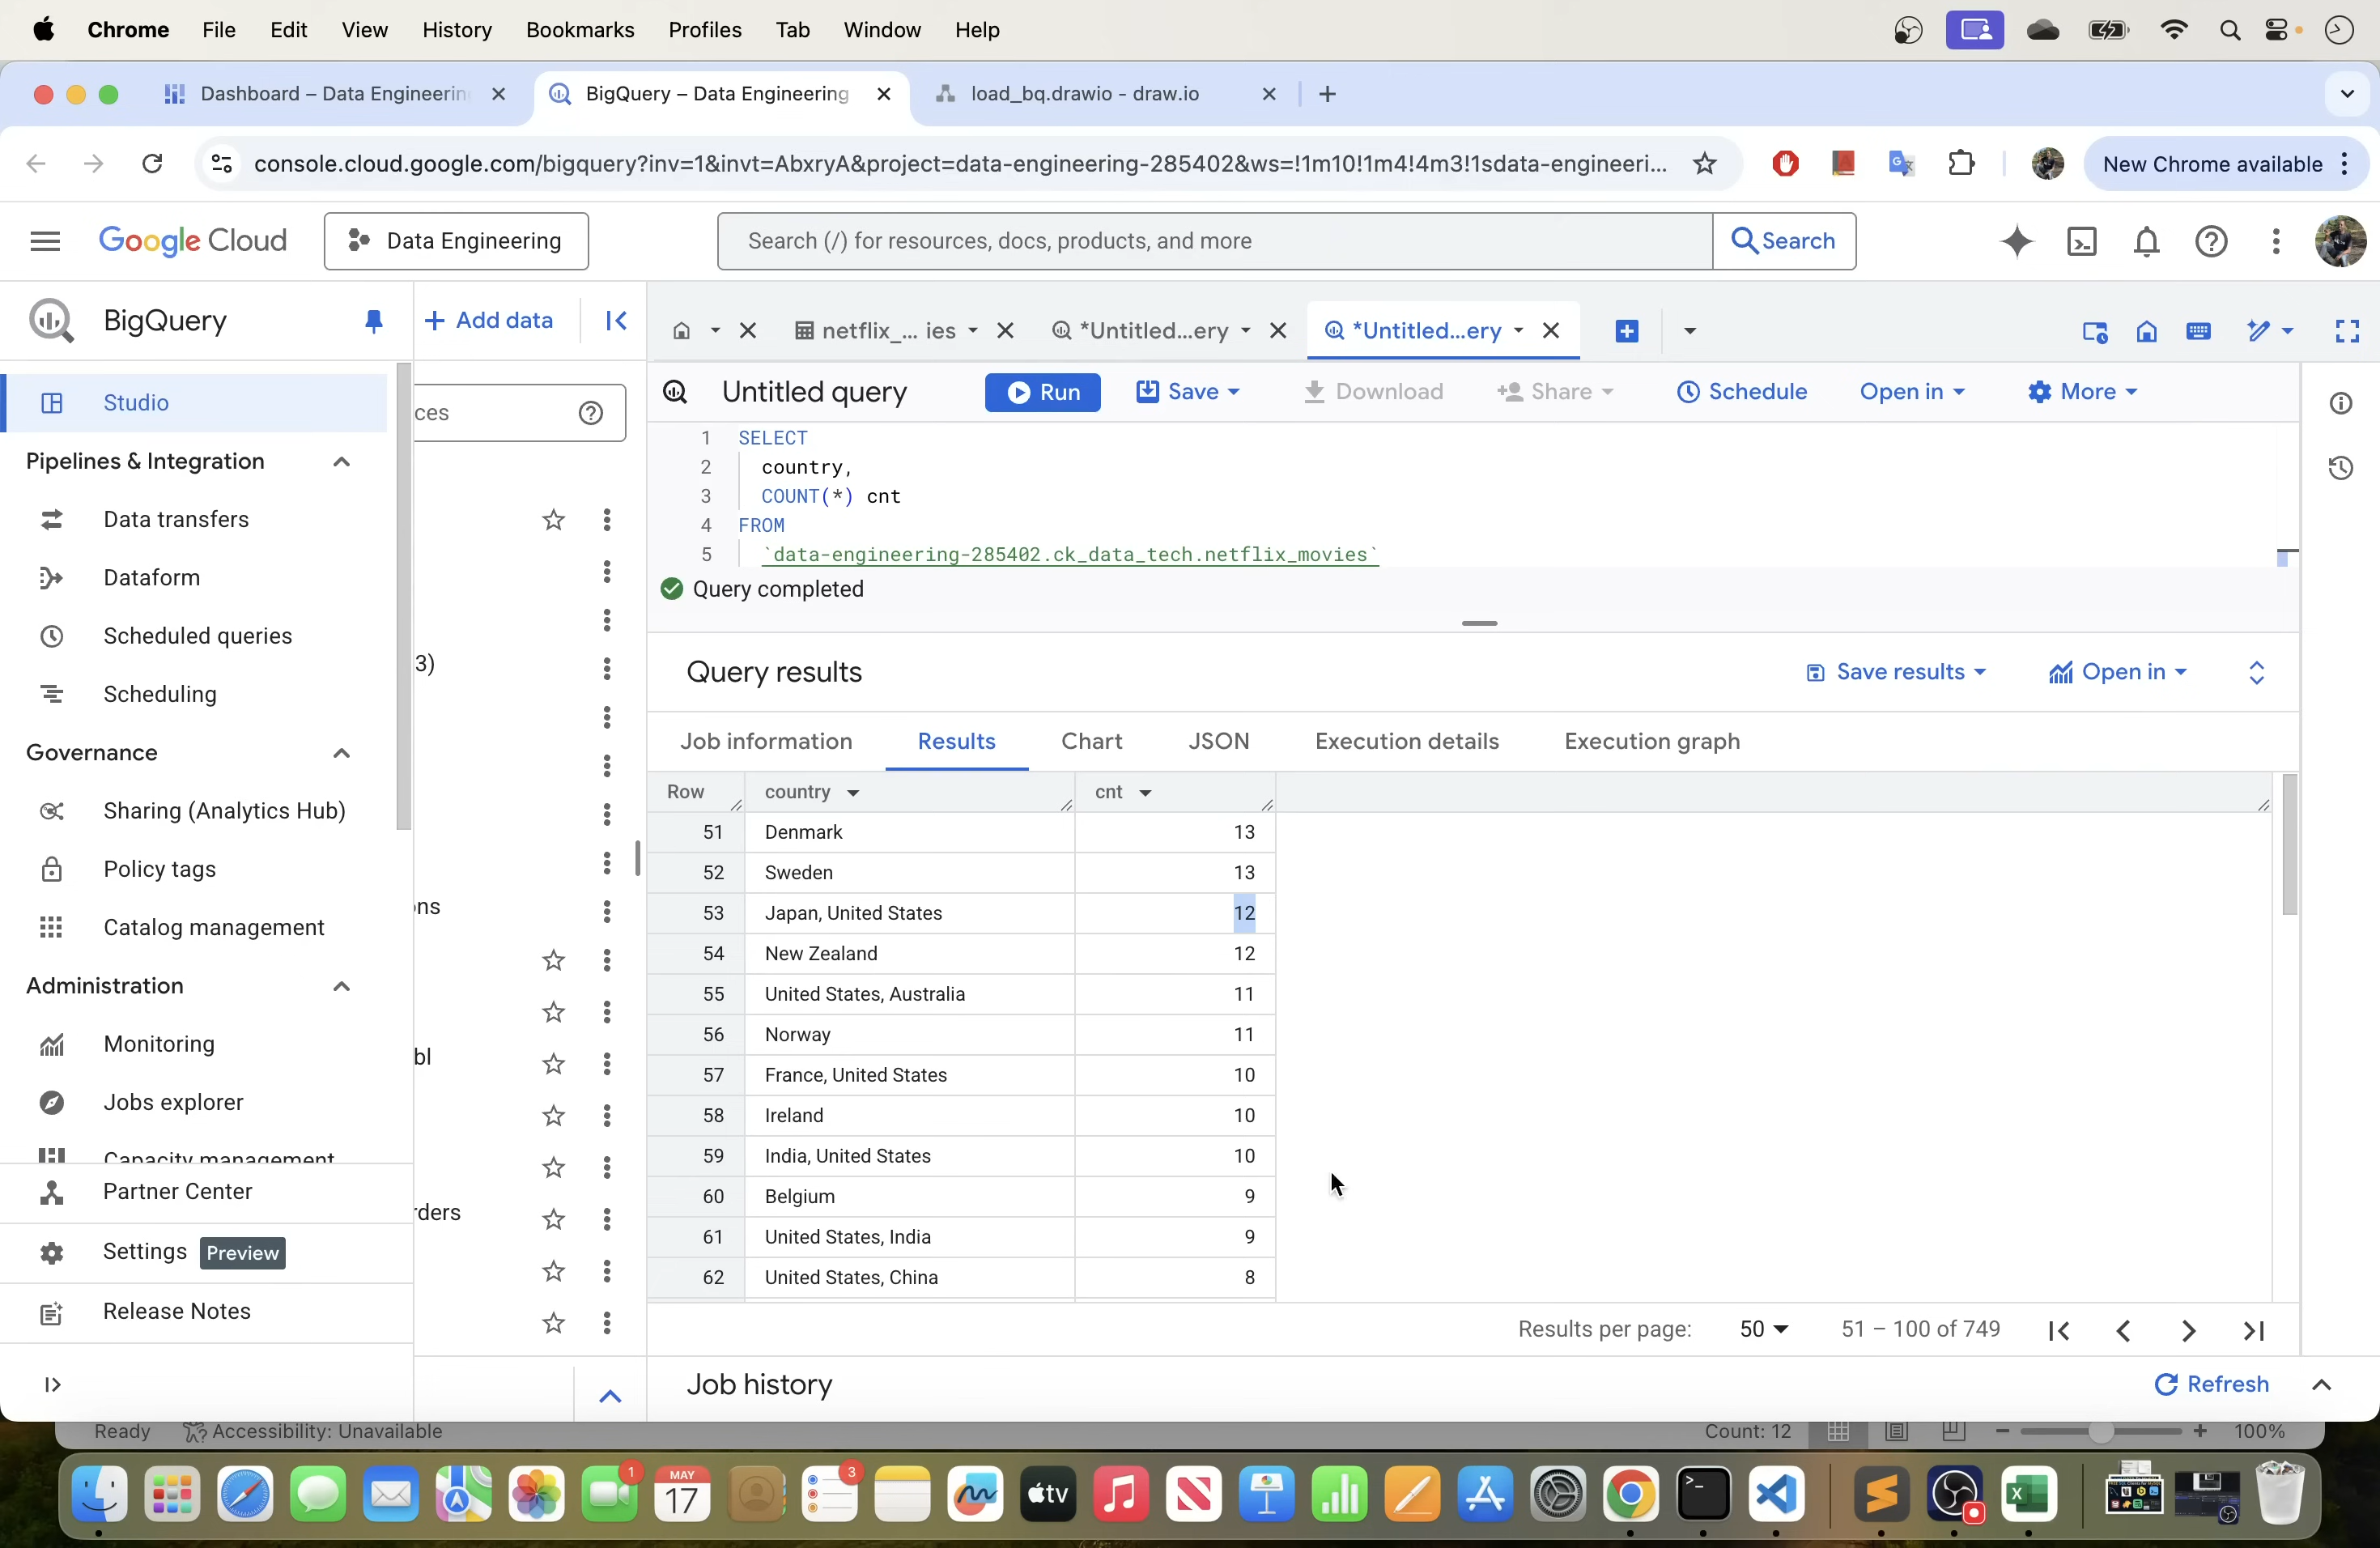 Chrome File Edit View History Bookmarks Profiles Tab Window Help
Dashboard – Data Engineering
BigQuery – Data Engineering
load_bq.drawio - draw.io
console.cloud.google.com/bigquery?inv=1&invt=AbxryA&project=data-engineering-285402&ws=!1m10!1m4!4m3!1sdata-engineeri...
New Chrome available
Google Cloud
Data Engineering
Search (/) for resources, docs, products, and more
Search
BigQuery
+ Add data
netflix_... ies
*Untitled...ery
*Untitled...ery
Studio
ces
Untitled query
Run
Save
Download
Share
Schedule
Open in
More
1 SELECT
2 country,
3 COUNT(*) cnt
4 FROM
5 `data-engineering-285402.ck_data_tech.netflix_movies`
Query completed
Pipelines & Integration
Data transfers
Dataform
Scheduled queries
Scheduling
3)
Governance
Sharing (Analytics Hub)
Policy tags
ons
Catalog management
Administration
Monitoring
bl
Jobs explorer
Capacity management
Partner Center
rders
Settings Preview
Release Notes
Query results
Save results
Open in
Job information Results Chart JSON Execution details Execution graph
Row country cnt
51 Denmark 13
52 Sweden 13
53 Japan, United States 12
54 New Zealand 12
55 United States, Australia 11
56 Norway 11
57 France, United States 10
58 Ireland 10
59 India, United States 10
60 Belgium 9
61 United States, India 9
62 United States, China 8
Results per page: 50 51 – 100 of 749
Job history
Refresh
Ready Accessibility: Unavailable Count: 12 100%
1
MAY
17
3
tv